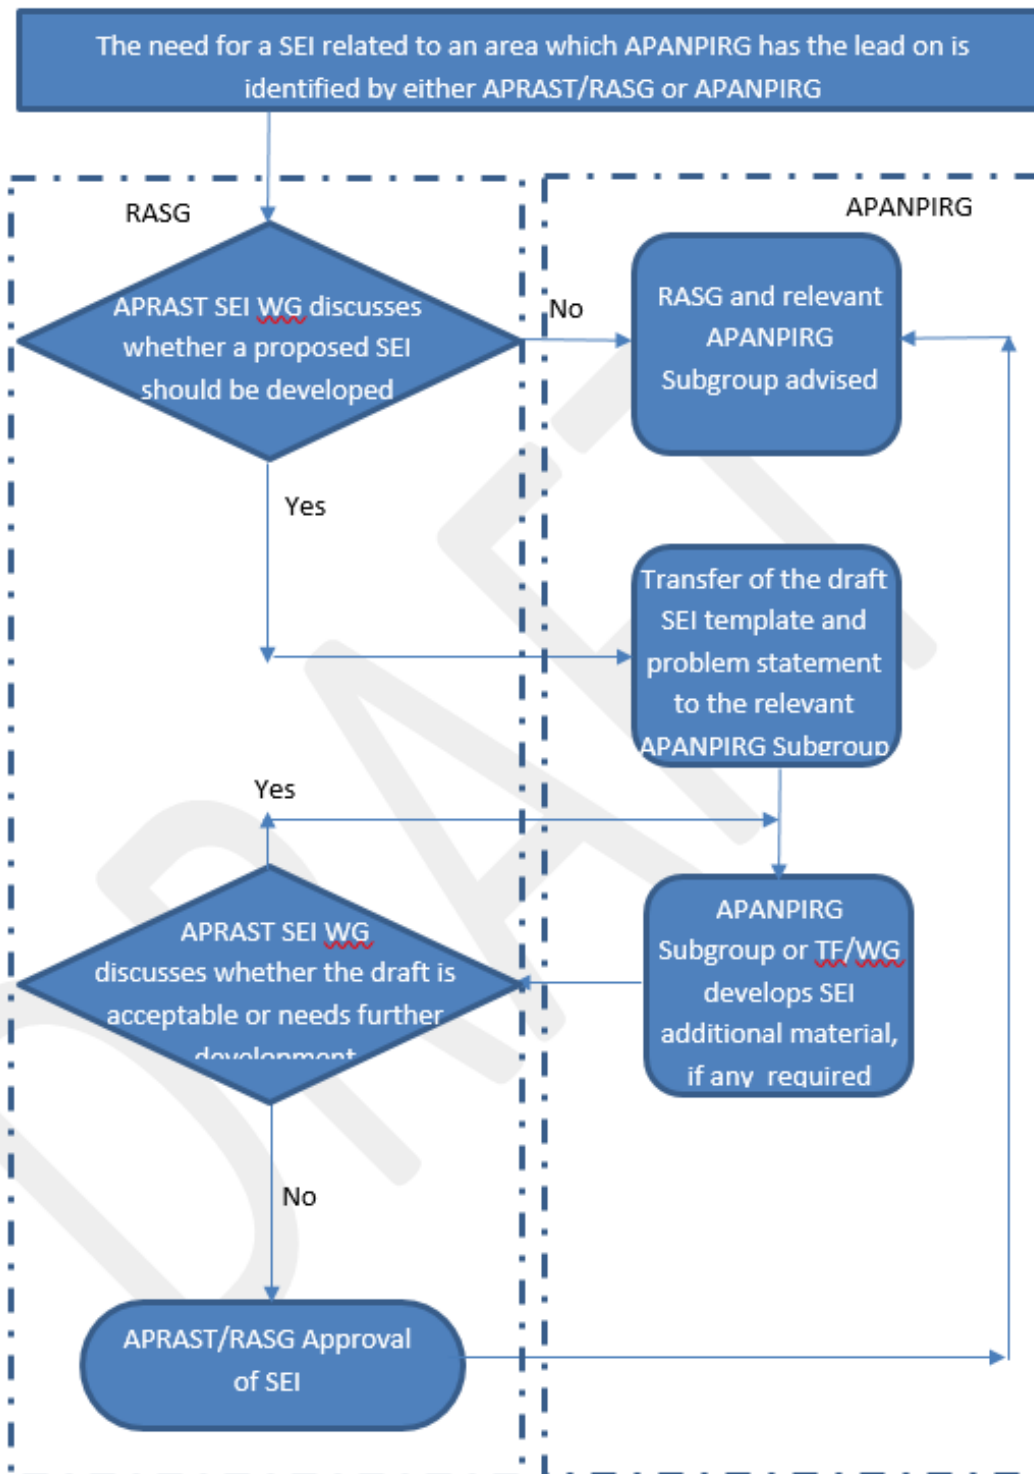 The need for a SEI related to an area which APANPIRG has the lead on is
identified by either APRAST/RASG or APANPIRG
RASG
APANPIRG
APRAST SEI WG discusses
whether a proposed SEI
should be developed
No
RASG and relevant
APANPIRG
Subgroup advised
Yes
Transfer of the draft
SEI template and
problem statement
to the relevant
APANPIRG Subgroup
Yes
APRAST SEI WG
discusses whether the draft is
acceptable or needs further
development
APANPIRG
Subgroup or TF/WG
develops SEI
additional material,
if any required
No
APRAST/RASG Approval
of SEI
DRAFT